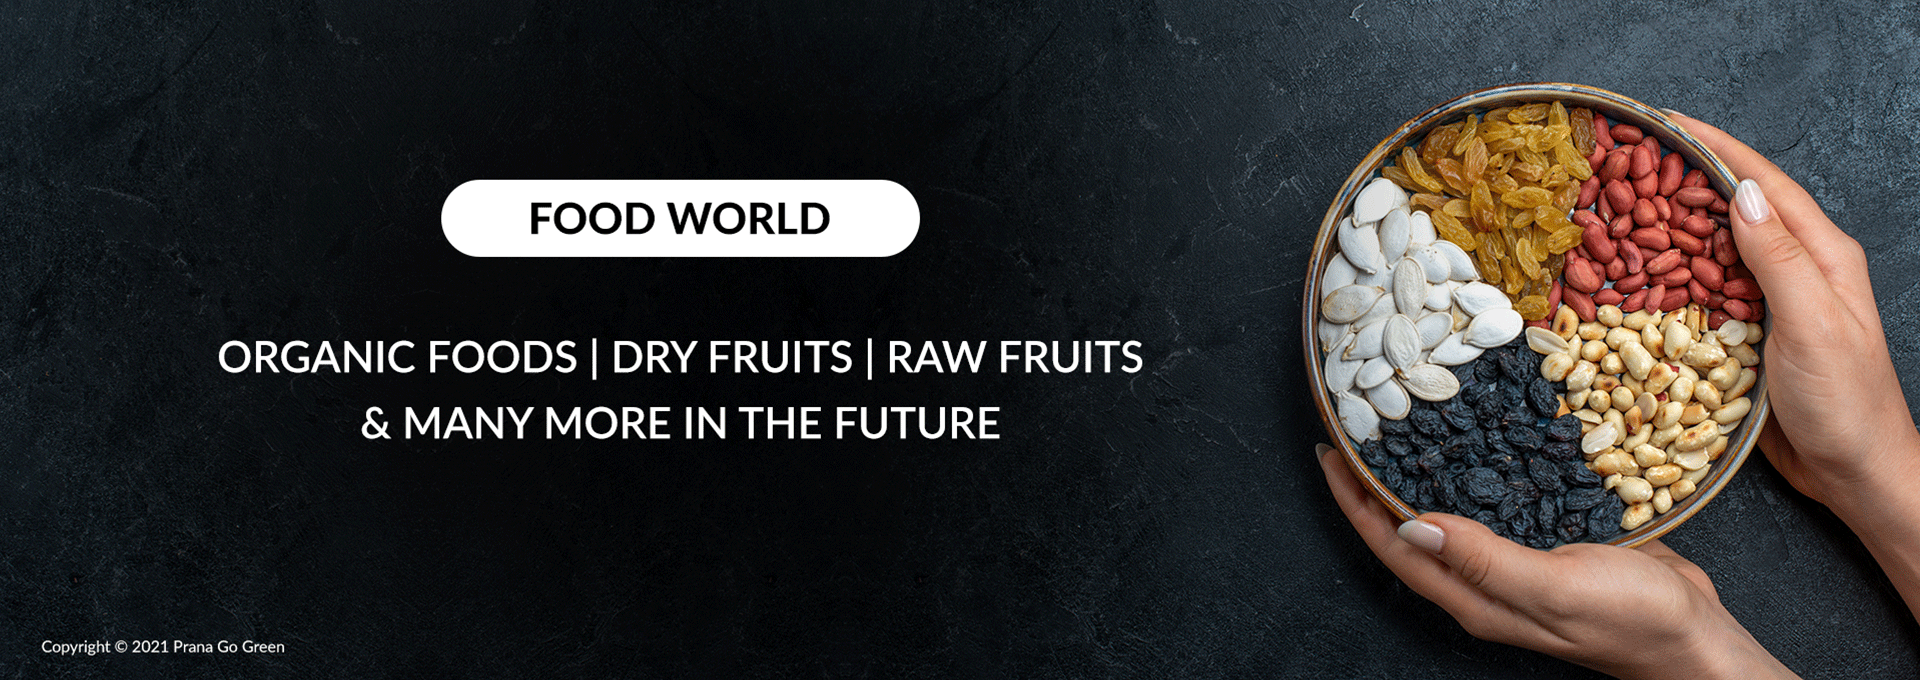 FOOD WORLD
ORGANIC FOODS | DRY FRUITS | RAW FRUITS
& MANY MORE IN THE FUTURE
Copyright © 2021 Prana Go Green